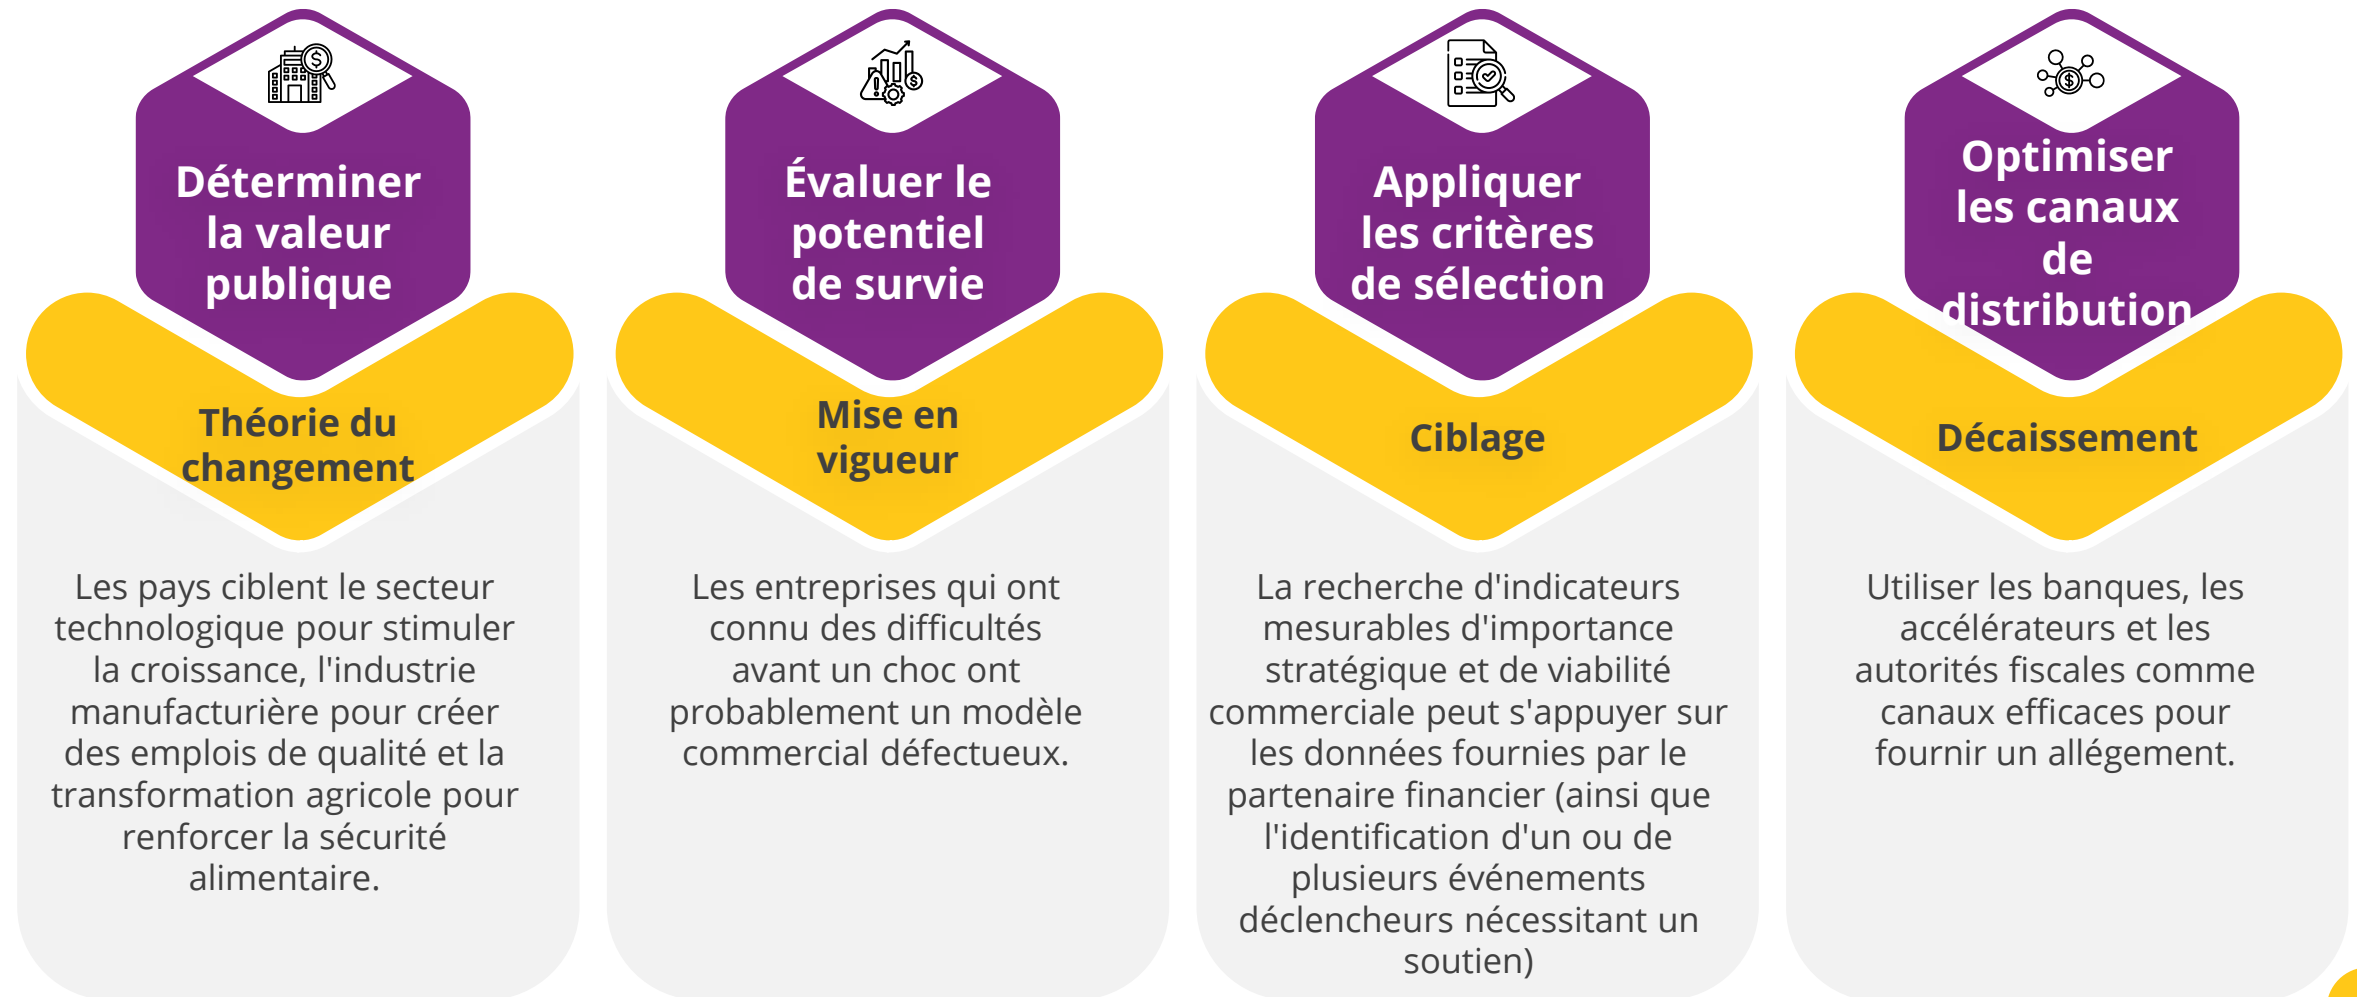 Déterminer
la valeur
publique
Théorie du
changement
Les pays ciblent le secteur
technologique pour stimuler
la croissance, l'industrie
manufacturière pour créer
des emplois de qualité et la
transformation agricole pour
renforcer la sécurité
alimentaire.
Évaluer le
potentiel
de survie
Mise en
vigueur
Les entreprises qui ont
connu des difficultés
avant un choc ont
probablement un modèle
commercial défectueux.
Appliquer
les critères
de sélection
Ciblage
La recherche d'indicateurs
mesurables d'importance
stratégique et de viabilité
commerciale peut s'appuyer sur
les données fournies par le
partenaire financier (ainsi que
l'identification d'un ou de
plusieurs événements
déclencheurs nécessitant un
soutien)
Optimiser
les canaux
de
distribution
Décaissement
Utiliser les banques, les
accélérateurs et les
autorités fiscales comme
canaux efficaces pour
fournir un allégement.